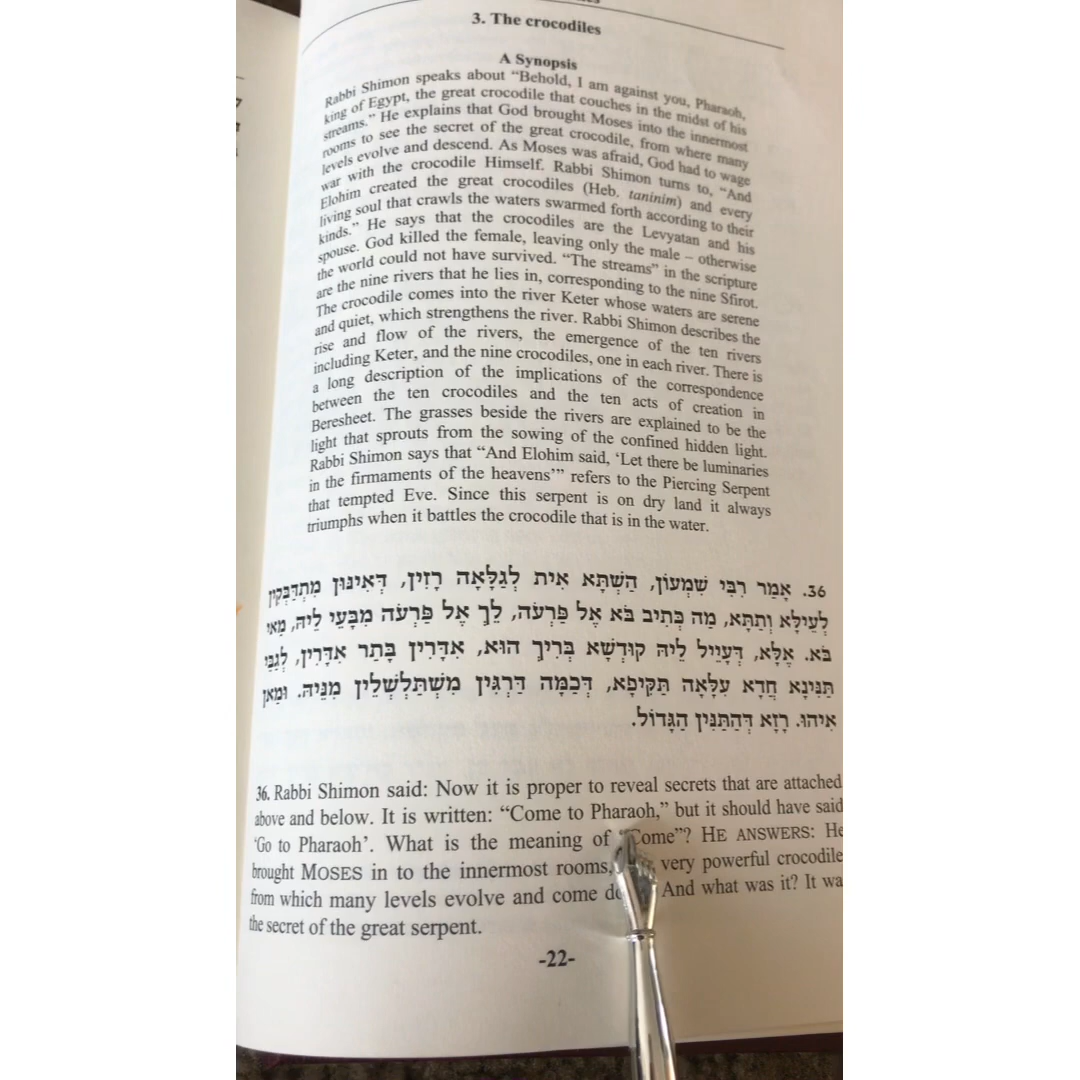 3. The crocodiles
A Synopsis
Rabbi Shimon speaks about “Behold, I am against you, Pharaoh,
king of Egypt, the great crocodile that couches in the midst of his
streams.” He explains that God brought Moses into the innermost
rooms to see the secret of the great crocodile, from where many
levels evolve and descend. As Moses was afraid, God had to wage
war with the crocodile Himself. Rabbi Shimon turns to, “And
Elohim created the great crocodiles (Heb. taninim) and every
living soul that crawls the waters swarmed forth according to their
kinds.” He says that the crocodiles are the Levyatan and his
spouse. God killed the female, leaving only the male – otherwise
the world could not have survived. “The streams” in the scripture
are the nine rivers that he lies in, corresponding to the nine Sfirot.
The crocodile comes into the river Keter whose waters are serene
and quiet, which strengthens the river. Rabbi Shimon describes the
rise and flow of the rivers, the emergence of the ten rivers
including Keter, and the nine crocodiles, one in each river. There is
a long description of the implications of the correspondence
between the ten crocodiles and the ten acts of creation in
Beresheet. The grasses beside the rivers are explained to be the
light that sprouts from the sowing of the confined hidden light.
Rabbi Shimon says that “And Elohim said, ‘Let there be luminaries
in the firmaments of the heavens’” refers to the Piercing Serpent
that tempted Eve. Since this serpent is on dry land it always
triumphs when it battles the crocodile that is in the water.
36. אָמַר רִבִּי שִׁמְעוֹן, הַשְׁתָּא אִית לְגַלָּאָה רָזִין, דְּאִינּוּן מִתְדַּבְּקָן
לְעֵילָּא וְתַתָּא, מַה כְּתִיב בֹּא אֶל פַּרְעֹה, לֵךְ אֶל פַּרְעֹה מִבָּעֵי לֵיהּ, מַאי
בֹּא. אֶלָּא, דְּעָיֵיל לֵיהּ קוּדְשָׁא בְּרִיךְ הוּא, אִדָּרִין בָּתַר אִדָּרִין, לְגַבֵּי
תַּנִּינָא חֲדָא עִלָּאָה תַּקִּיפָא, דְּכַמָּה דַּרְגִּין מִשְׁתַּלְשְׁלִין מִנֵּיהּ. וּמַאן
אִיהוּ. רָזָא דְּהַתַּנִּין הַגָּדוֹל.
36. Rabbi Shimon said: Now it is proper to reveal secrets that are attached
above and below. It is written: “Come to Pharaoh,” but it should have said
‘Go to Pharaoh’. What is the meaning of “Come”? HE ANSWERS: He
brought MOSES in to the innermost rooms, very powerful crocodile
from which many levels evolve and come And what was it? It wa
the secret of the great serpent.
-22-